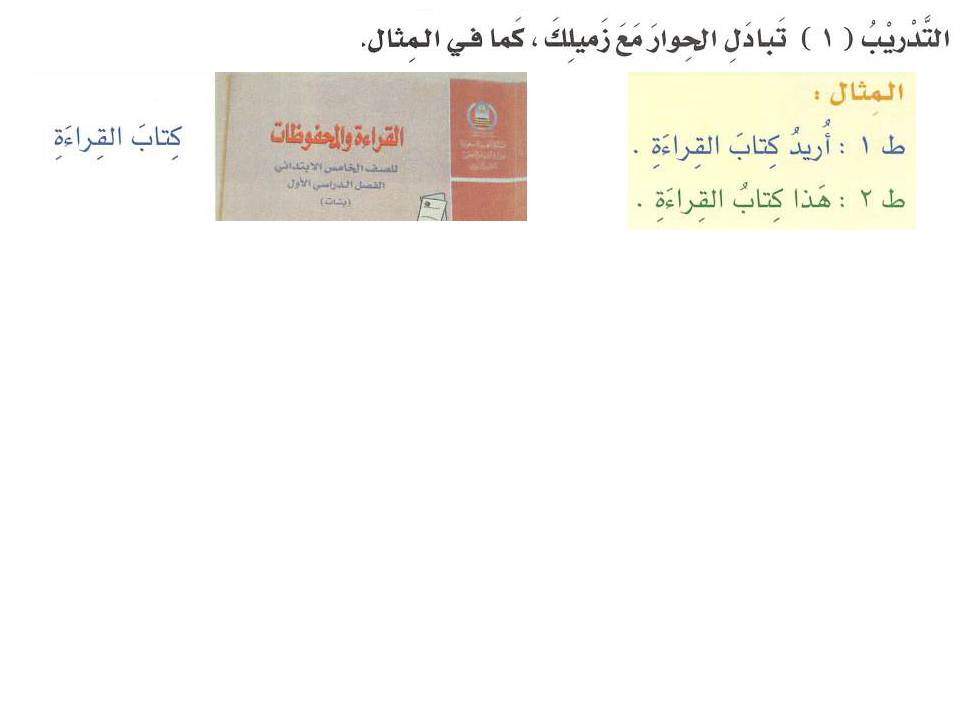 التَّدْريْبُ ( ١ ) تَبادَلِ الحِوارَ مَعَ زَميلِكَ ، كَما في المِثال.
المِثال :
ط ١ : أُريدُ كِتابَ القِراءَةِ .
ط ٢ : هَذا كِتابُ القِراءَةِ .
القراءة والمحفوظات
للصف الخامس الابتدائي
الفصل الدراسي الأول
(بنات)
كِتابَ القِراءَةِ